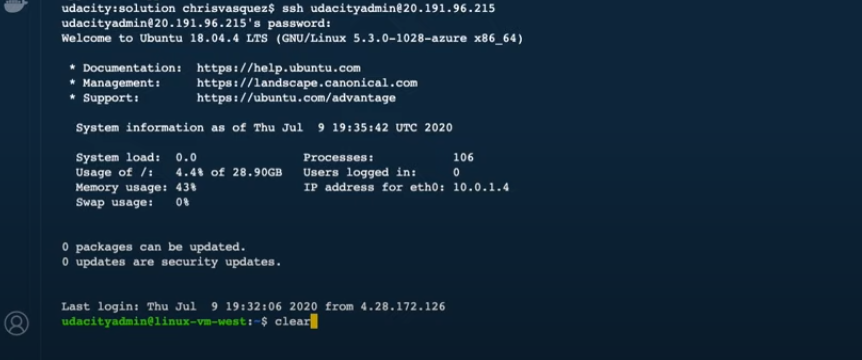 udacity:solution chrisvasquez$ ssh udacityadmin@20.191.96.215
udacityadmin@20.191.96.215's password:
Welcome to Ubuntu 18.04.4 LTS (GNU/Linux 5.3.0-1028-azure x86_64)
* Documentation: https://help.ubuntu.com
* Management: https://landscape.canonical.com
* Support: https://ubuntu.com/advantage
System information as of Thu Jul 9 19:35:42 UTC 2020
System load: 0.0 Processes: 106
Usage of /: 4.4% of 28.90GB Users logged in: 0
Memory usage: 43% IP address for eth0: 10.0.1.4
Swap usage: 0%
0 packages can be updated.
0 updates are security updates.
Last login: Thu Jul 9 19:32:06 2020 from 4.28.172.126
udacityadmin@linux-vm-west:~$ clear